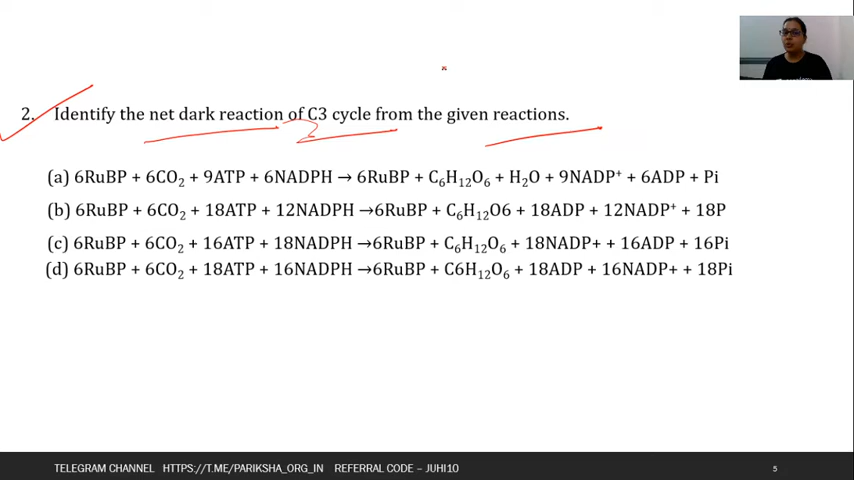 2. Identify the net dark reaction of C3 cycle from the given reactions.
(a) 6RuBP + 6CO₂ + 9ATP + 6NADPH → 6RuBP + C₆H₁₂O₆ + H₂O + 9NADP⁺ + 6ADP + Pi
(b) 6RuBP + 6CO₂ + 18ATP + 12NADPH →6RuBP + C₆H₁₂O6 + 18ADP + 12NADP⁺ + 18P
(c) 6RuBP + 6CO₂ + 16ATP + 18NADPH →6RuBP + C₆H₁₂O₆ + 18NADP+ + 16ADP + 16Pi
(d) 6RuBP + 6CO₂ + 18ATP + 16NADPH →6RuBP + C6H₁₂O₆ + 18ADP + 16NADP+ + 18Pi
TELEGRAM CHANNEL HTTPS://T.ME/PARIKSHA_ORG_IN REFERRAL CODE – JUHI10
5